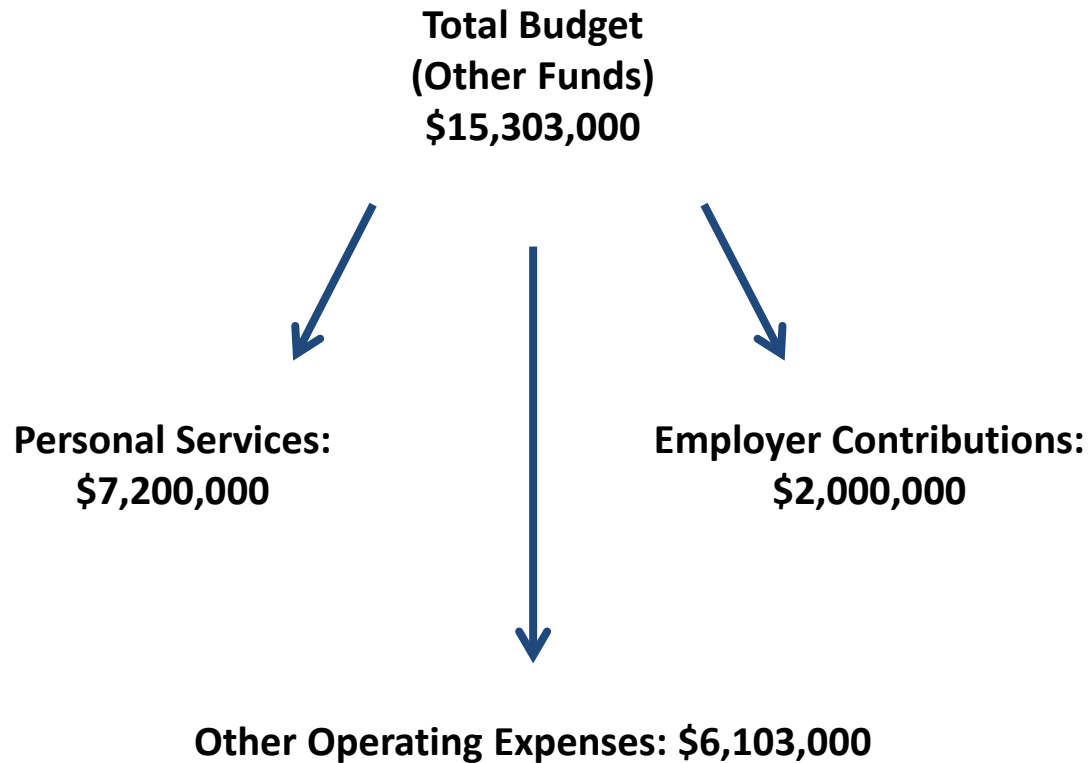 Total Budget
(Other Funds)
$15,303,000
Personal Services:
$7,200,000
Employer Contributions:
$2,000,000
Other Operating Expenses: $6,103,000